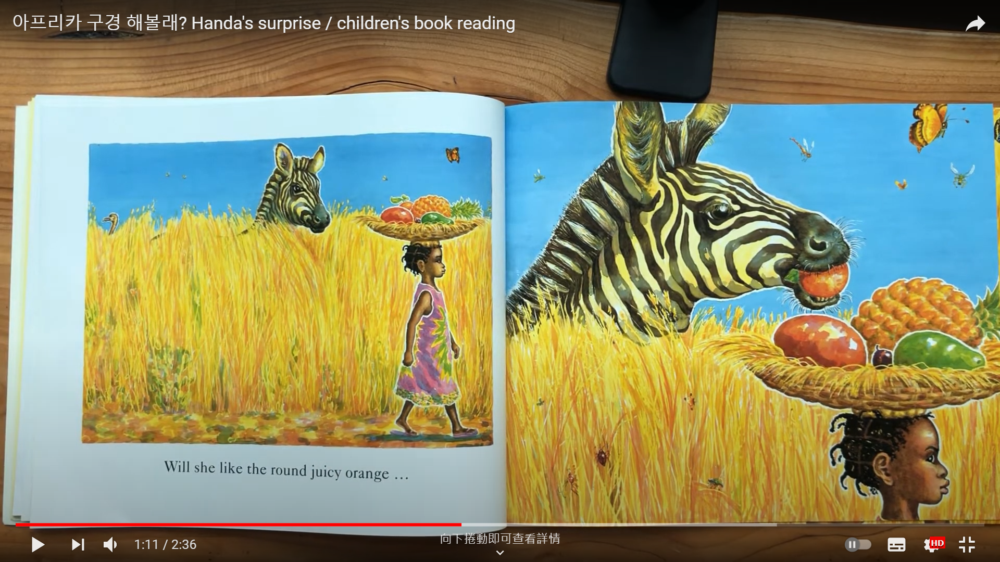 아프리카 구경 해볼래? Handa's surprise / children's book reading
Will she like the round juicy orange …
1:11 / 2:36
向下捲動即可查看詳情
HD